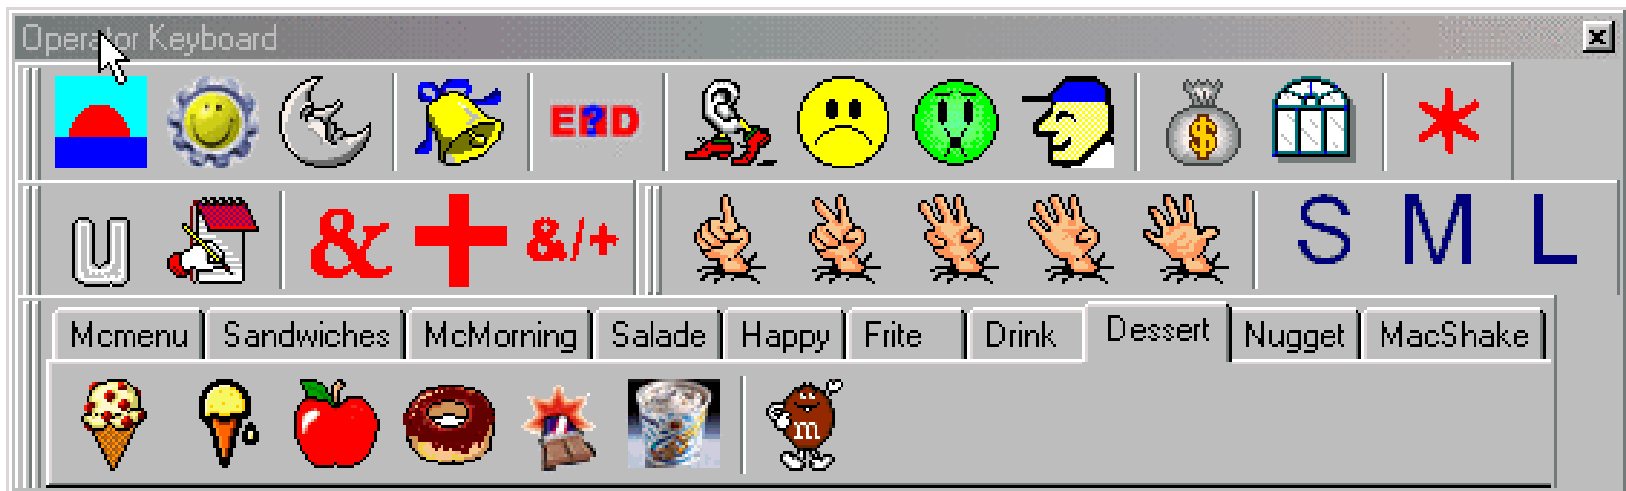 Operator Keyboard
E?D
$
U & + &/+ S M L
Mcmenu Sandwiches McMorning Salade Happy Frite Drink Dessert Nugget MacShake
m